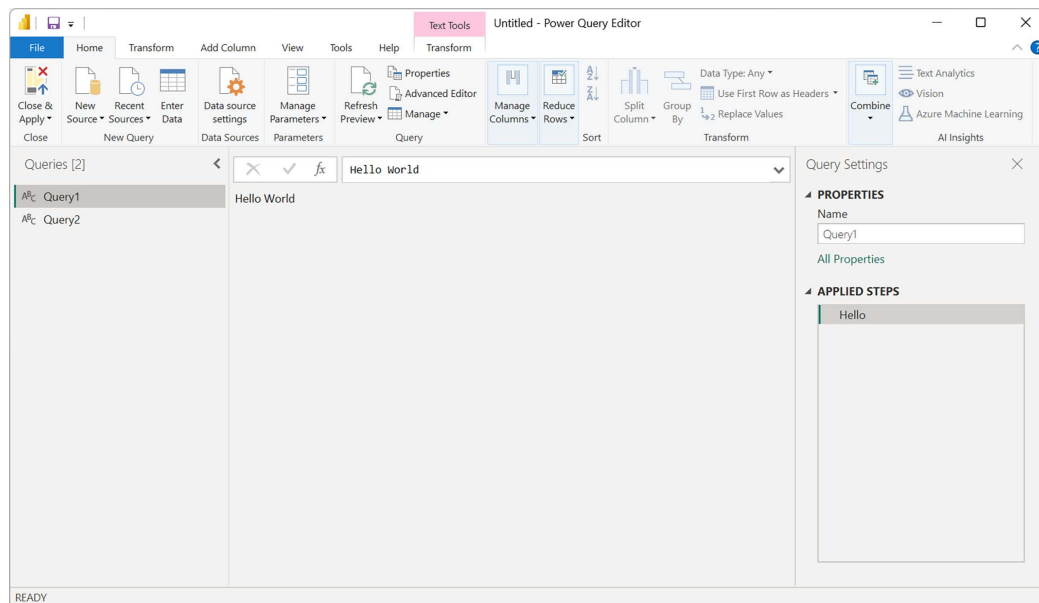 Text Tools
Untitled - Power Query Editor
File Home Transform Add Column View Tools Help Transform
Close & Apply
New Source
Recent Sources
Enter Data
Data source settings
Manage Parameters
Refresh Preview
Properties
Advanced Editor
Manage
Manage Columns
Reduce Rows
A Z
Z A
Split Column
Group By
Data Type: Any
Use First Row as Headers
1 2 Replace Values
Combine
Text Analytics
Vision
Azure Machine Learning
Close New Query Data Sources Parameters Query Sort Transform AI Insights
Queries [2]
ABC Query1
ABC Query2
fx Hello World
Hello World
Query Settings
PROPERTIES
Name
Query1
All Properties
APPLIED STEPS
Hello
READY